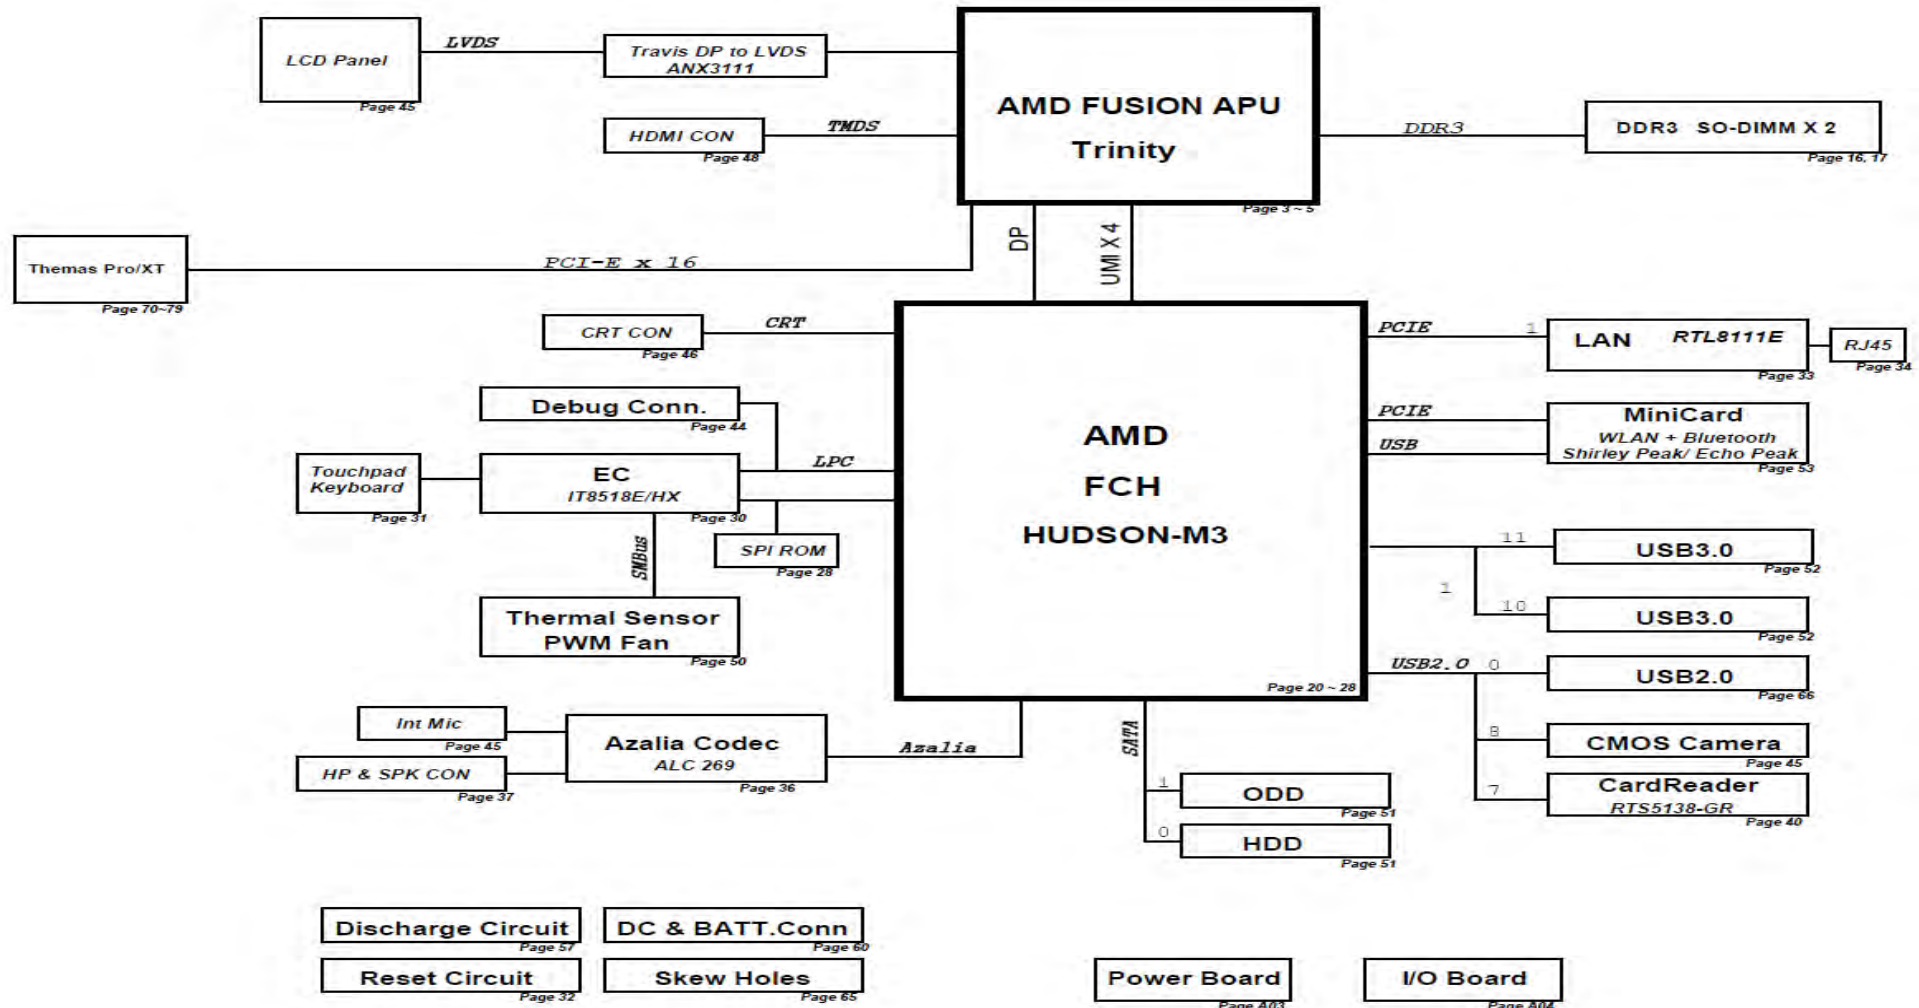 LCD Panel
Page 45
LVDS
Travis DP to LVDS
ANX3111
HDMI CON
Page 48
TMDS
AMD FUSION APU
Trinity
Page 3 ~ 5
DDR3
DDR3 SO-DIMM X 2
Page 16, 17
Themas Pro/XT
Page 70~79
PCI-E x 16
DP
UMI X 4
CRT CON
Page 46
CRT
Debug Conn.
Page 44
Touchpad
Keyboard
Page 31
EC
IT8518E/HX
Page 30
LPC
SPI ROM
Page 28
SMBus
Thermal Sensor
PWM Fan
Page 50
AMD
FCH
HUDSON-M3
Page 20 ~ 28
PCIE
1
LAN RTL8111E
Page 33
RJ45
Page 34
PCIE
USB
MiniCard
WLAN + Bluetooth
Shirley Peak/ Echo Peak
Page 53
11
USB3.0
Page 52
1
10
USB3.0
Page 52
USB2.0
0
USB2.0
Page 66
8
CMOS Camera
Page 45
7
CardReader
RTS5138-GR
Page 40
Int Mic
Page 45
HP & SPK CON
Page 37
Azalia Codec
ALC 269
Page 36
Azalia
SATA
1
ODD
Page 51
0
HDD
Page 51
Discharge Circuit
Page 57
DC & BATT.Conn
Page 60
Reset Circuit
Page 32
Skew Holes
Page 65
Power Board
Page A03
I/O Board
Page A04